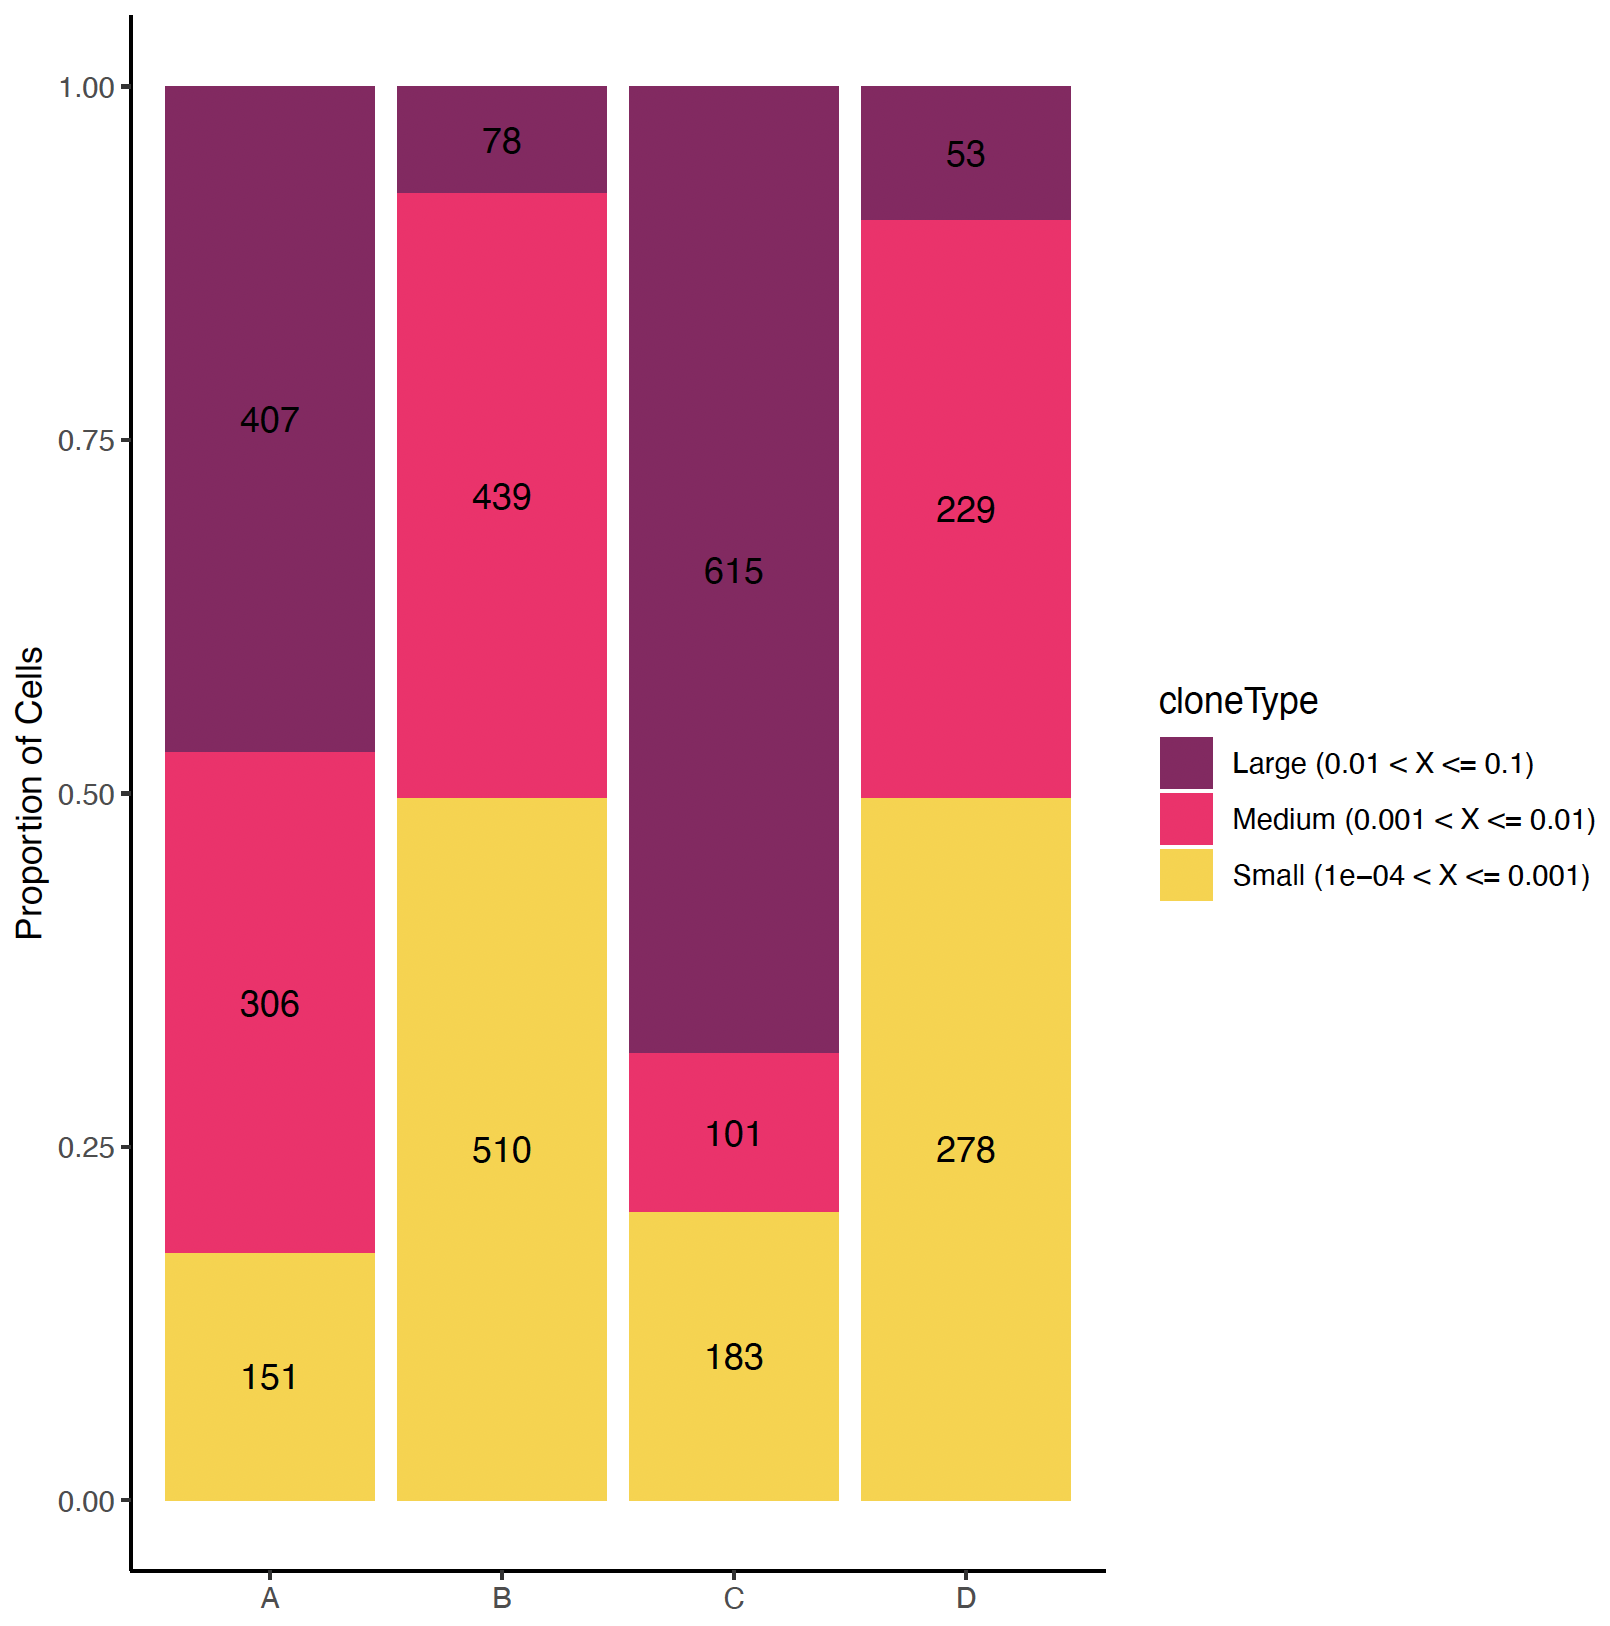 Proportion of Cells
1.00
0.75
0.50
0.25
0.00
407
306
151
78
439
510
615
101
183
53
229
278
A
B
C
D
cloneType
Large (0.01 < X <= 0.1)
Medium (0.001 < X <= 0.01)
Small (1e−04 < X <= 0.001)